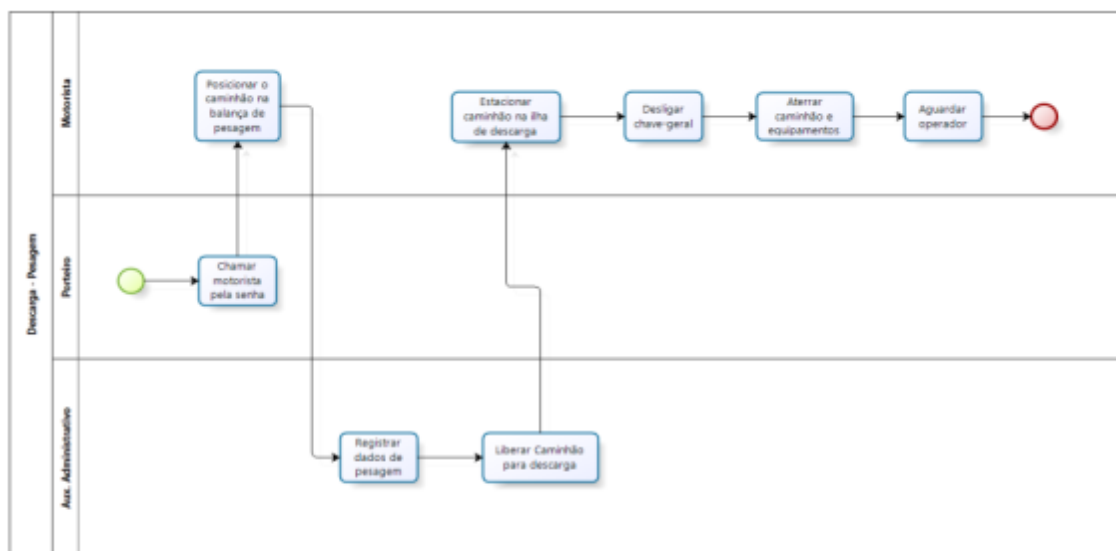 Descarga - Pesagem
Motorista
Posicionar o
caminhão na
balança de
pesagem
Estacionar
caminhão na ilha
de descarga
Desligar
chave-geral
Aterrar
caminhão e
equipamentos
Aguardar
operador
Porteiro
Chamar
motorista
pela senha
Aux. Administrativo
Registrar
dados de
pesagem
Liberar Caminhão
para descarga